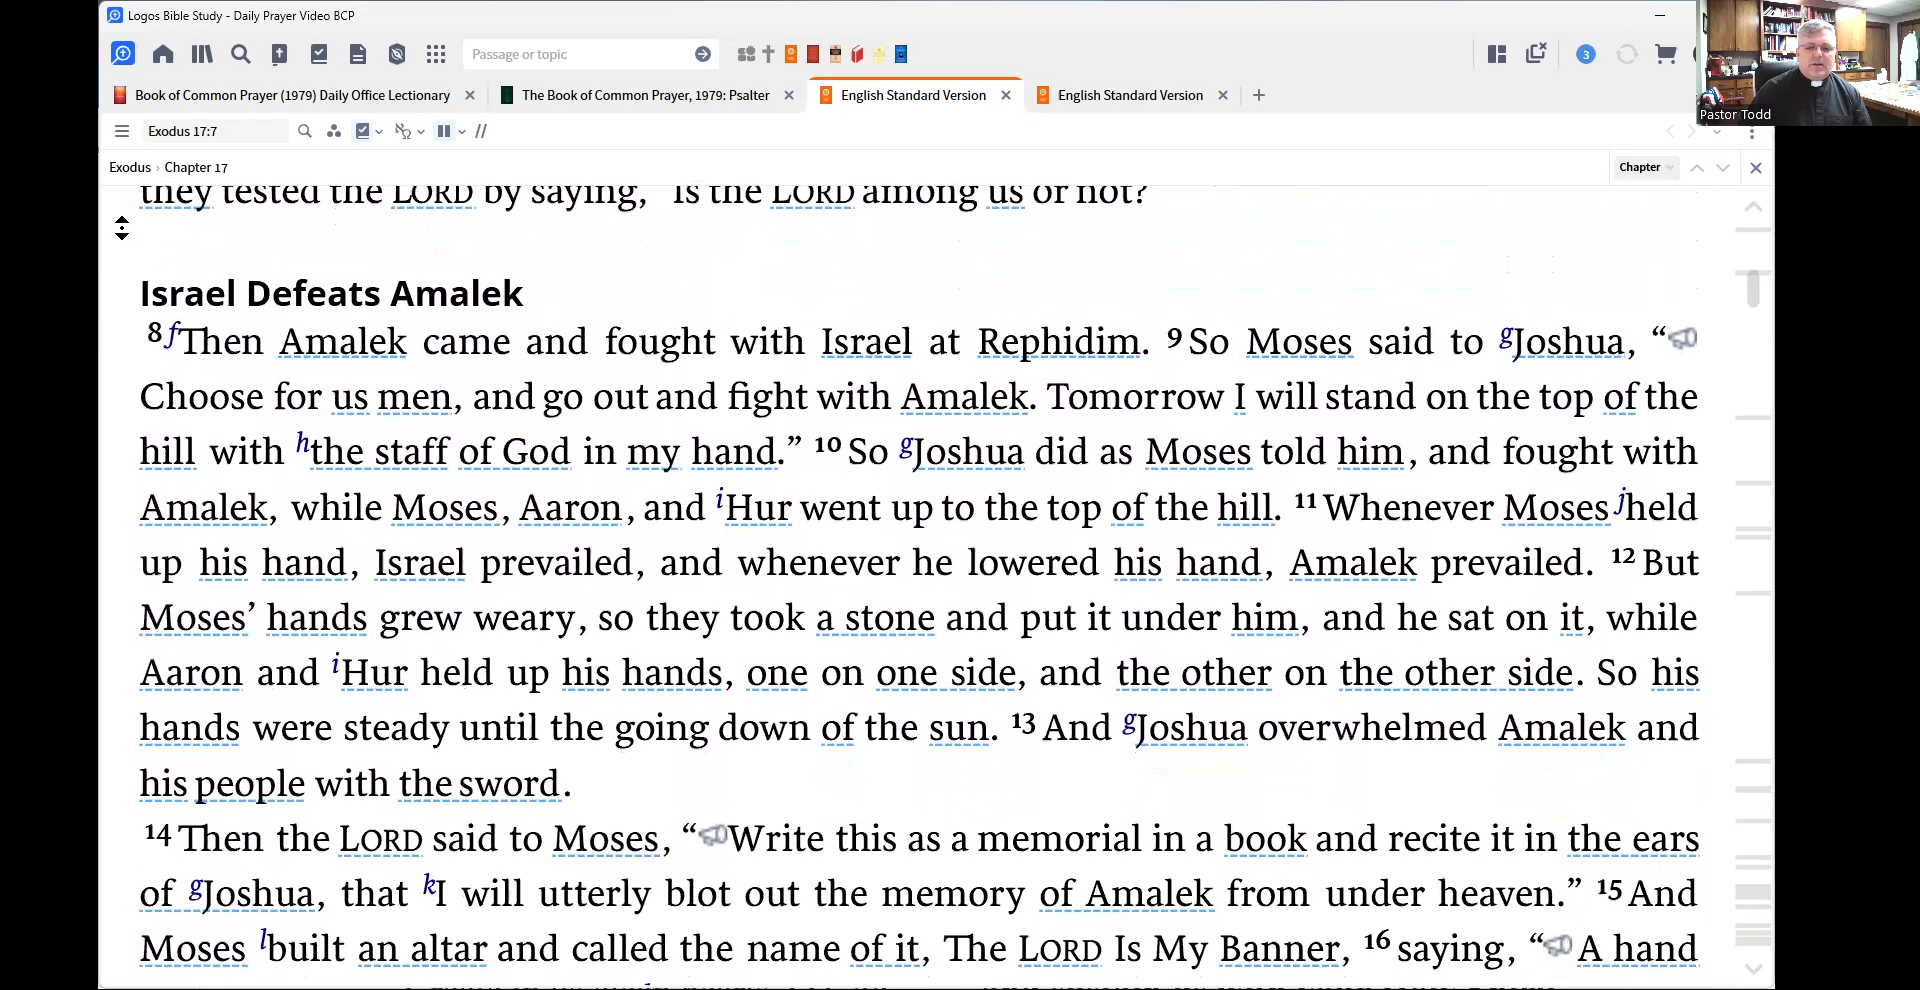 Logos Bible Study - Daily Prayer Video BCP
Passage or topic
3
Book of Common Prayer (1979) Daily Office Lectionary
The Book of Common Prayer, 1979: Psalter
English Standard Version
English Standard Version
Pastor Todd
Exodus 17:7
Exodus › Chapter 17
Chapter
they tested the LORD by saying, “Is the LORD among us or not?
Israel Defeats Amalek
8 fThen Amalek came and fought with Israel at Rephidim. 9 So Moses said to gJoshua, “
Choose for us men, and go out and fight with Amalek. Tomorrow I will stand on the top of the
hill with hthe staff of God in my hand.” 10 So gJoshua did as Moses told him, and fought with
Amalek, while Moses, Aaron, and iHur went up to the top of the hill. 11 Whenever Moses jheld
up his hand, Israel prevailed, and whenever he lowered his hand, Amalek prevailed. 12 But
Moses’ hands grew weary, so they took a stone and put it under him, and he sat on it, while
Aaron and iHur held up his hands, one on one side, and the other on the other side. So his
hands were steady until the going down of the sun. 13 And gJoshua overwhelmed Amalek and
his people with the sword.
14 Then the LORD said to Moses, “Write this as a memorial in a book and recite it in the ears
of gJoshua, that kI will utterly blot out the memory of Amalek from under heaven.” 15 And
Moses lbuilt an altar and called the name of it, The LORD Is My Banner, 16 saying, “A hand